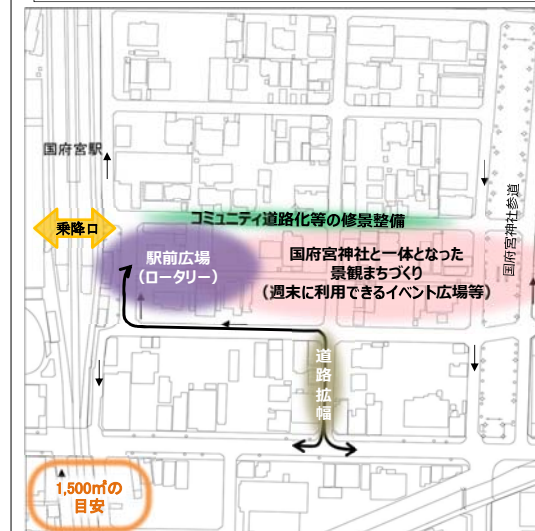 国府宮駅
コミュニティ道路化等の修景整備
国府宮神社参道
乗降口
駅前広場
（ロータリー）
国府宮神社と一体となった
景観まちづくり
（週末に利用できるイベント広場等）
道路拡幅
1,500㎡の
目安